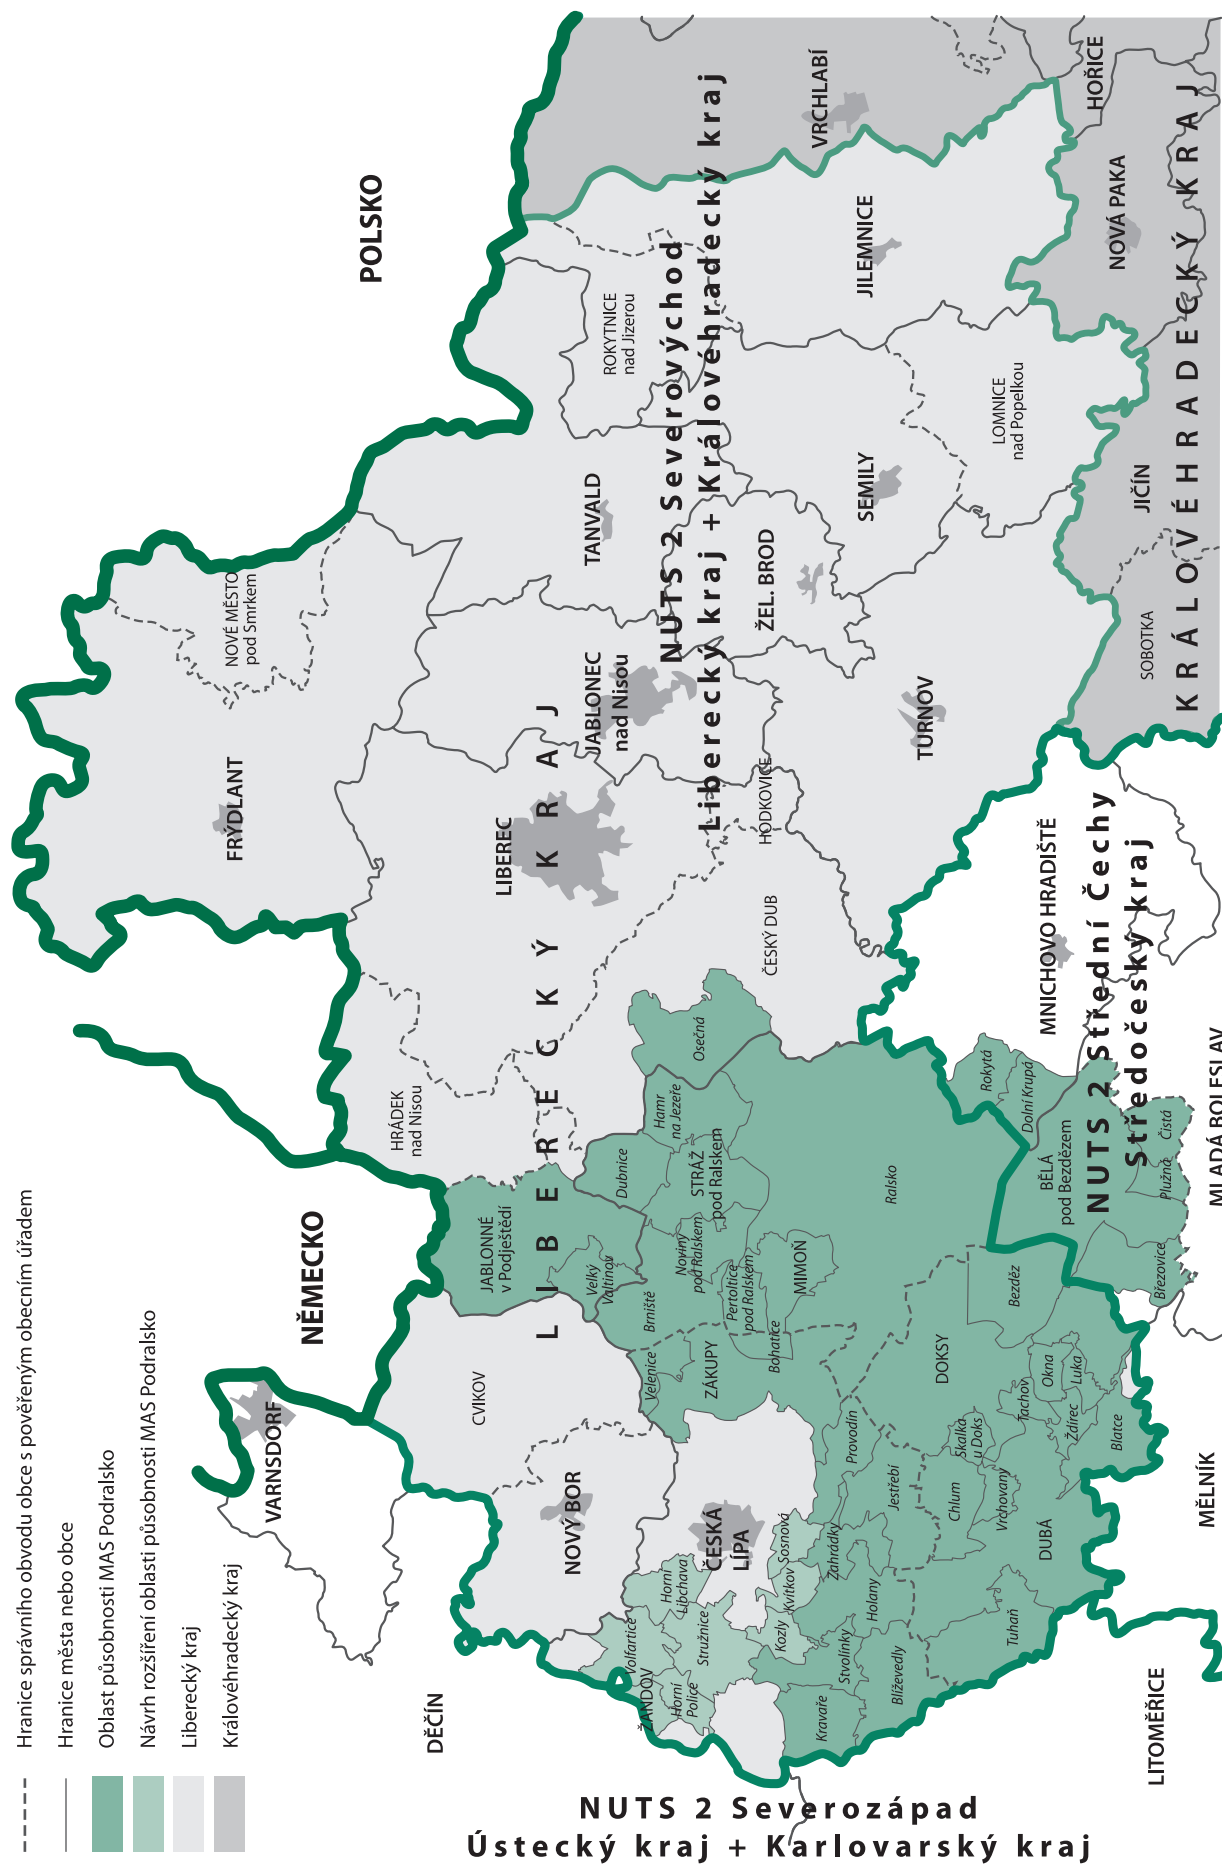 Hranice správního obvodu obce s pověřeným obecním úřadem
Hranice města nebo obce
Oblast působnosti MAS Podralsko
Návrh rozšíření oblasti působnosti MAS Podralsko
Liberecký kraj
Královéhradecký kraj
POLSKO
NĚMECKO
VARNSDORF
DĚČÍN
LITOMĚŘICE
MĚLNÍK
MLADÁ BOLESLAV
NUTS 2 Severozápad
Ústecký kraj + Karlovarský kraj
NUTS 2 Severovýchod
Liberecký kraj + Královéhradecký kraj
NUTS 2 Střední Čechy
Středočeský kraj
LIBERECKÝ KRAJ
KRÁLOVÉHRADECKÝ KRAJ
FRÝDLANT
NOVÉ MĚSTO
pod Smrkem
HRÁDEK
nad Nisou
LIBEREC
JABLONEC
nad Nisou
TANVALD
ROKYTNICE
nad Jizerou
VRCHLABÍ
JILEMNICE
HOŘICE
NOVÁ PAKA
LOMNICE
nad Popelkou
SEMILY
ŽEL. BROD
JIČÍN
SOBOTKA
TURNOV
HODKOVICE
ČESKÝ DUB
MNICHOVO HRADIŠTĚ
Osečná
Hamr
na Jezeře
Dubnice
STRÁŽ
pod Ralskem
JABLONNÉ
v Podještědí
Velký
Valtinov
Noviny
pod Ralskem
Brniště
Pertoltice
pod Ralskem
MIMOŇ
Ralsko
Bohatice
Velenice
ZÁKUPY
CVIKOV
NOVÝ BOR
ČESKÁ
LÍPA
Rokytá
Dolní Krupá
BĚLÁ
pod Bezdězem
Čistá
Plužná
Březovice
Bezděz
DOKSY
Okna
Luka
Tachov
Ždírec
Blatce
Skalka
u Doks
Chlum
Vrchovany
DUBÁ
Tuhaň
Provodín
Jestřebí
Zahrádky
Sosnová
Kvítkov
Holany
Kozly
Stvolínky
Blíževedly
Kravaře
Horní
Libchava
Volfartice
Stružnice
ŽANDOV
Horní
Police